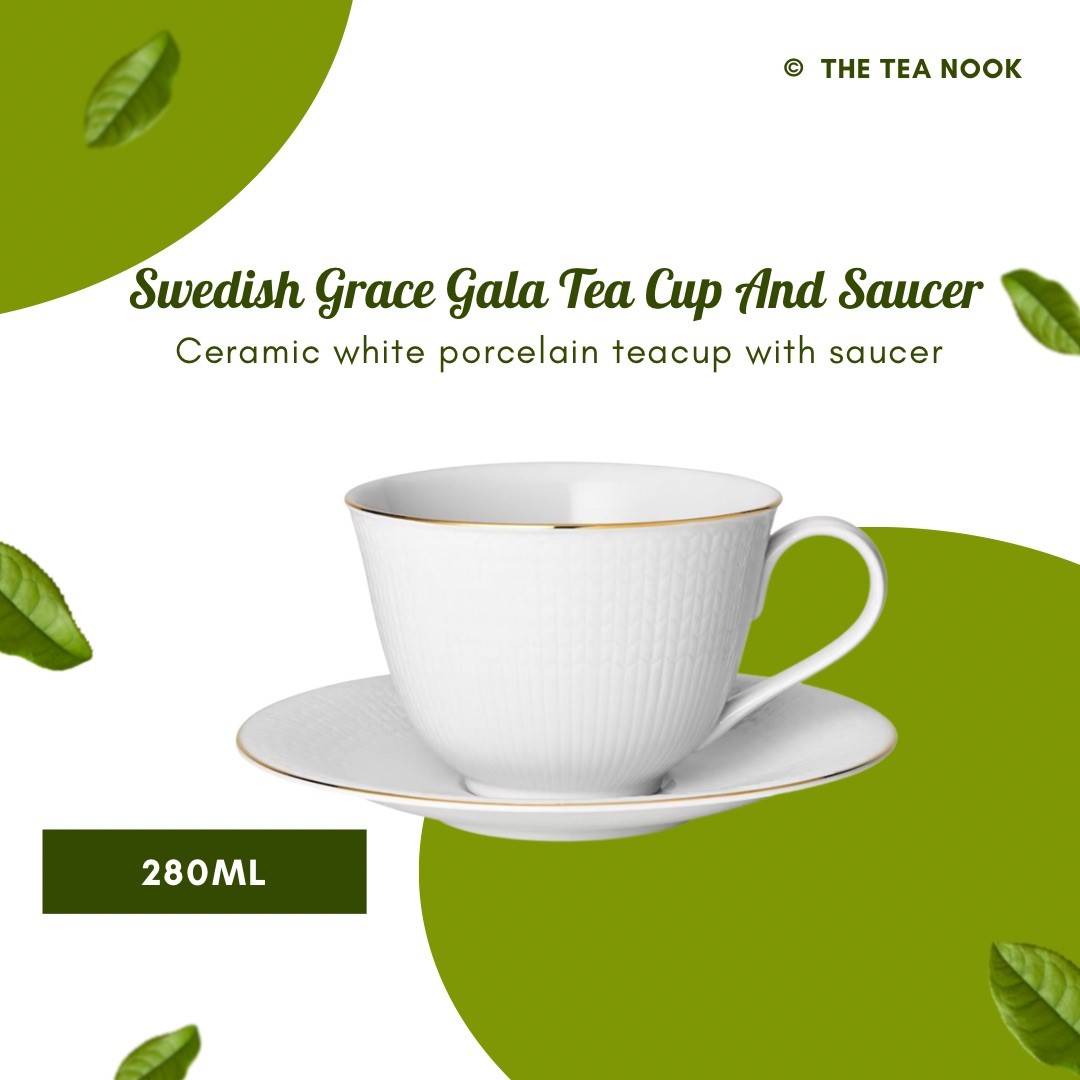 © THE TEA NOOK
Swedish Grace Gala Tea Cup And Saucer
Ceramic white porcelain teacup with saucer
280ML